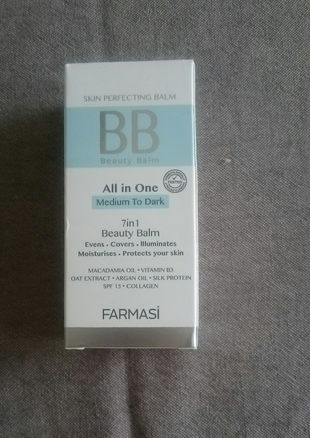 SKIN PERFECTING BALM
BB
Beauty Balm
All in One
Medium To Dark
7in1
Beauty Balm
Evens • Covers • Illuminates
Moisturises • Protects your skin
MACADAMIA OIL • VITAMIN B3
OAT EXTRACT • ARGAN OIL • SILK PROTEIN
SPF 15 • COLLAGEN
FARMASi